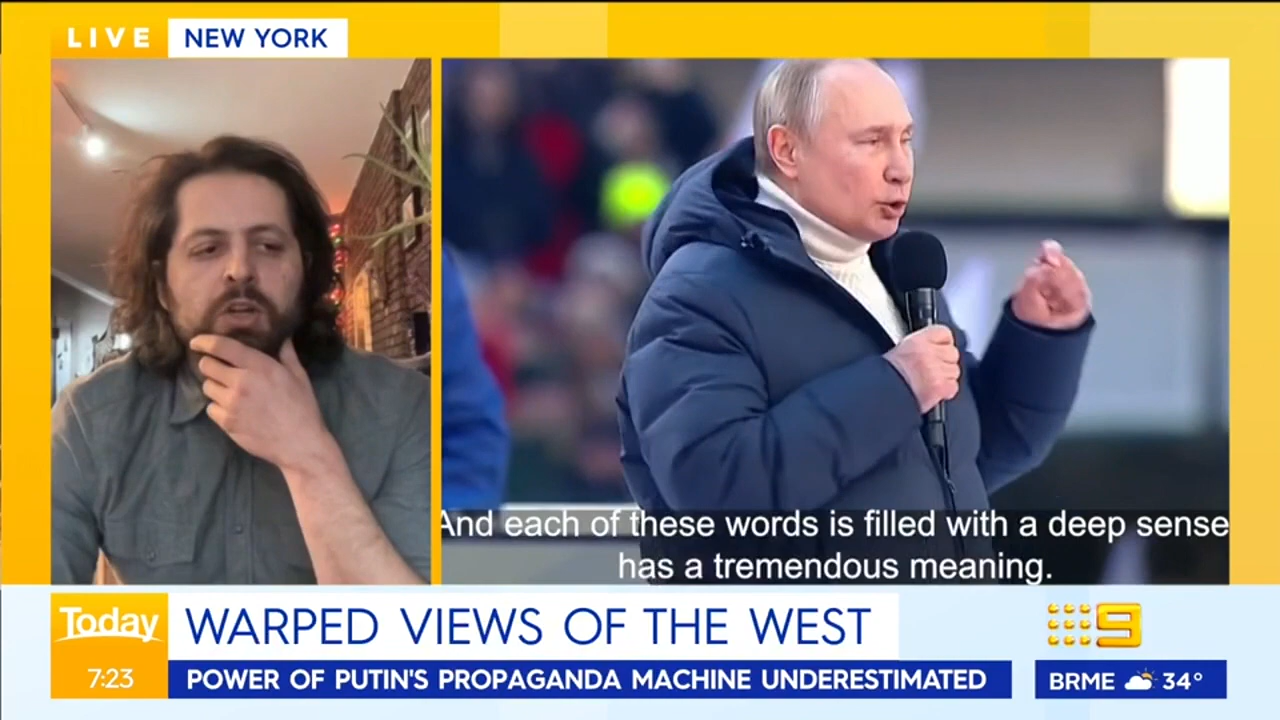 LIVE NEW YORK
And each of these words is filled with a deep sense
has a tremendous meaning.
Today WARPED VIEWS OF THE WEST 9
7:23 POWER OF PUTIN'S PROPAGANDA MACHINE UNDERESTIMATED BRME 34°